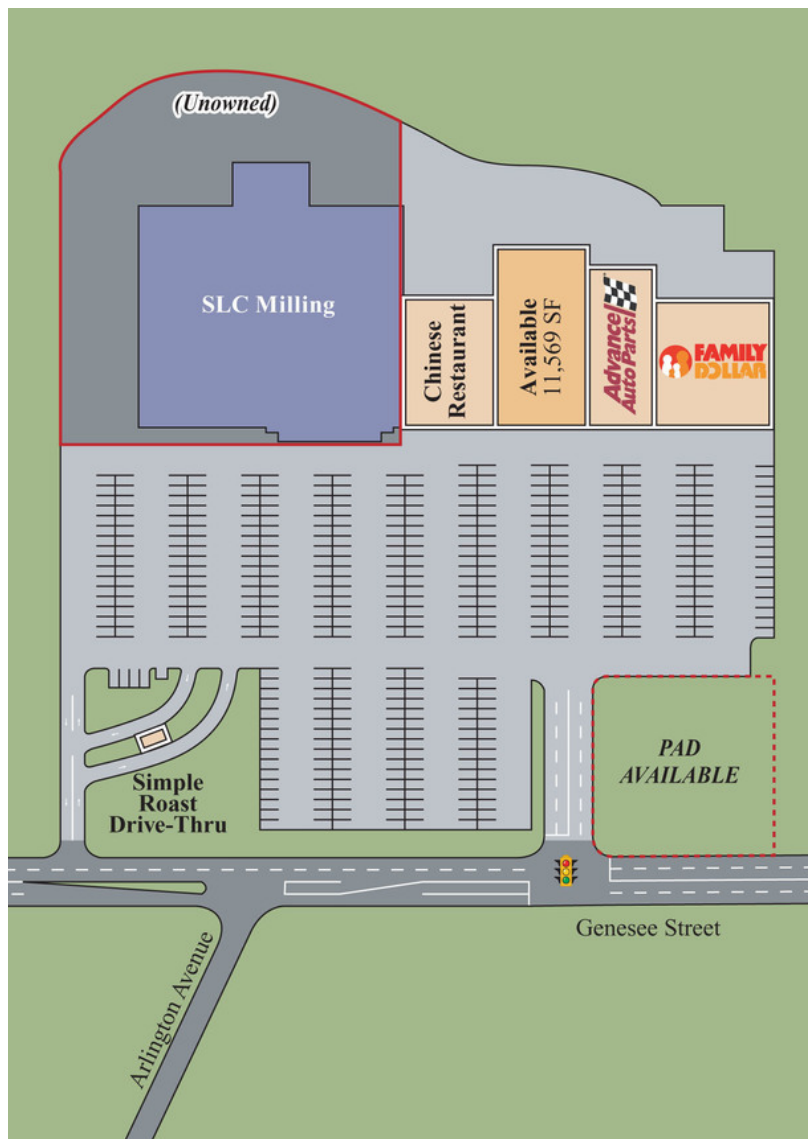 (Unowned)
SLC Milling
Chinese
Restaurant
Available
11,569 SF
Advance
Auto Parts
FAMILY
DOLLAR
Simple
Roast
Drive-Thru
PAD
AVAILABLE
Genesee Street
Arlington Avenue